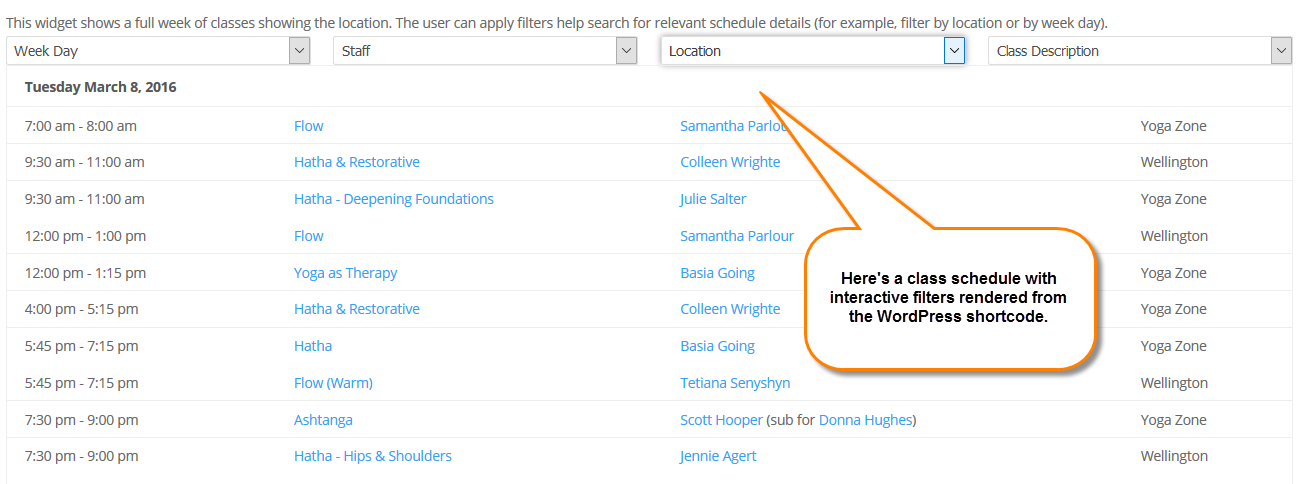 This widget shows a full week of classes showing the location. The user can apply filters help search for relevant schedule details (for example, filter by location or by week day).
Week Day Staff Location Class Description
Tuesday March 8, 2016
7:00 am - 8:00 am Flow Samantha Parlou Yoga Zone
9:30 am - 11:00 am Hatha & Restorative Colleen Wrighte Wellington
9:30 am - 11:00 am Hatha - Deepening Foundations Julie Salter Yoga Zone
12:00 pm - 1:00 pm Flow Samantha Parlour Wellington
12:00 pm - 1:15 pm Yoga as Therapy Basia Going Yoga Zone
4:00 pm - 5:15 pm Hatha & Restorative Colleen Wrighte Yoga Zone
5:45 pm - 7:15 pm Hatha Basia Going Yoga Zone
5:45 pm - 7:15 pm Flow (Warm) Tetiana Senyshyn Wellington
7:30 pm - 9:00 pm Ashtanga Scott Hooper (sub for Donna Hughes) Yoga Zone
7:30 pm - 9:00 pm Hatha - Hips & Shoulders Jennie Agert Wellington
Here's a class schedule with
interactive filters rendered from
the WordPress shortcode.